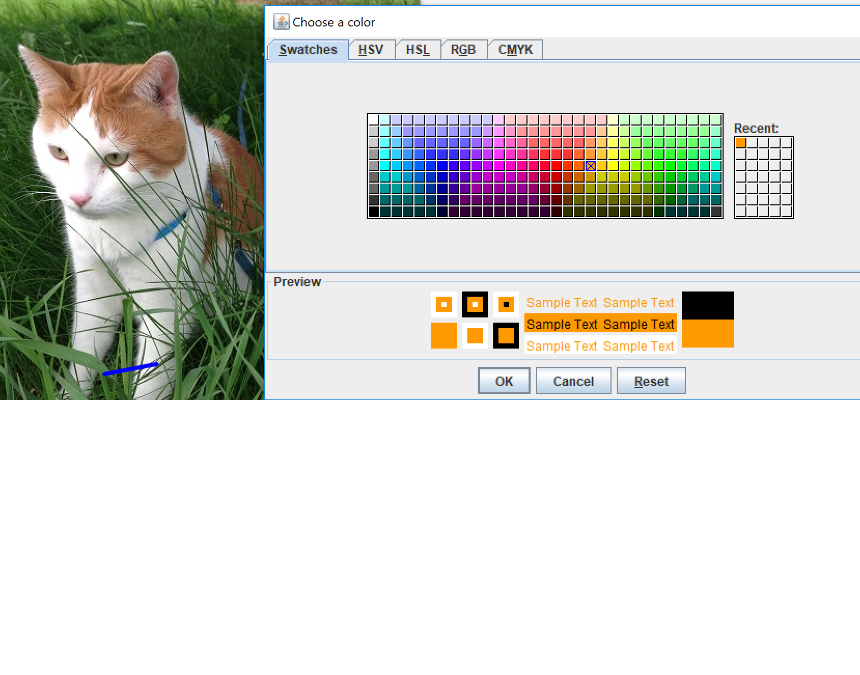 Choose a color
Swatches HSV HSL RGB CMYK
Recent:
Preview
Sample Text Sample Text
Sample Text Sample Text
Sample Text Sample Text
OK Cancel Reset